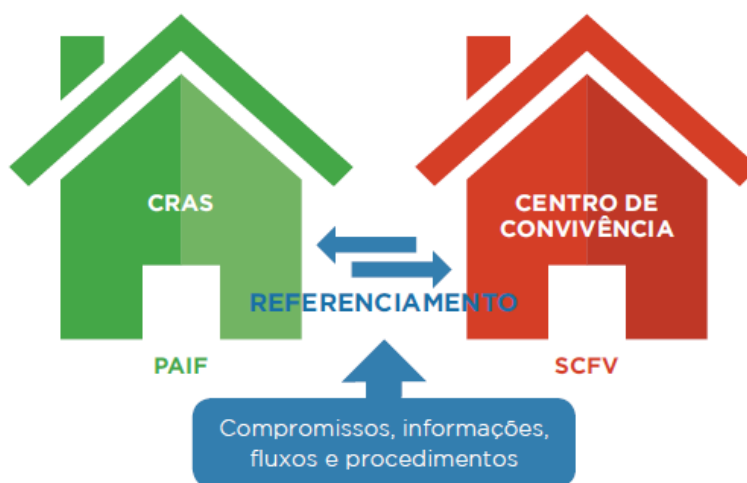 CRAS
CENTRO DE
CONVIVÊNCIA
REFERENCIAMENTO
PAIF
SCFV
Compromissos, informações,
fluxos e procedimentos